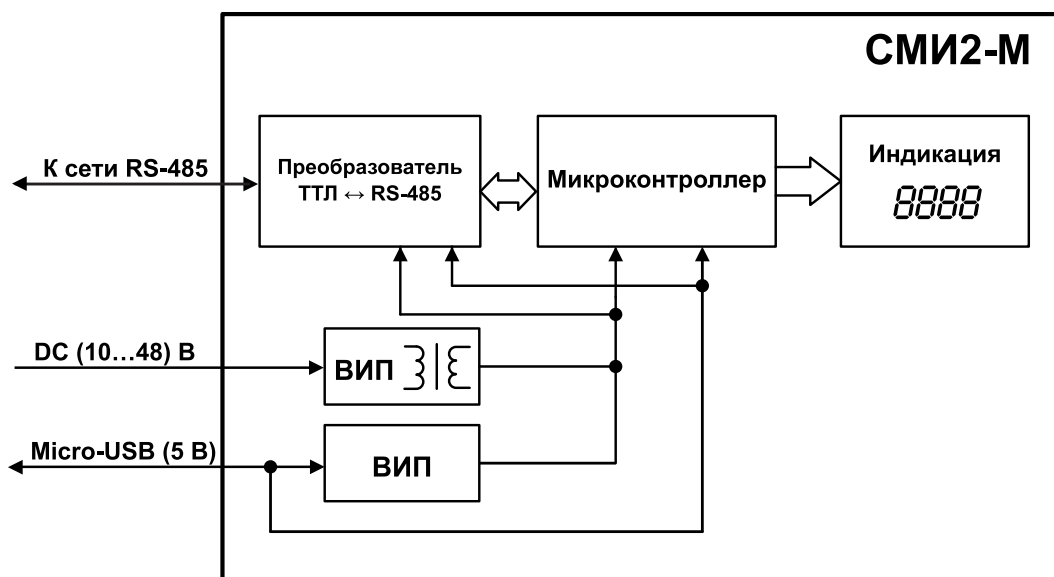 СМИ2-М
К сети RS-485
Преобразователь
ТТЛ ↔ RS-485
Микроконтроллер
Индикация
8888
DC (10...48) В
ВИП
Micro-USB (5 В)
ВИП